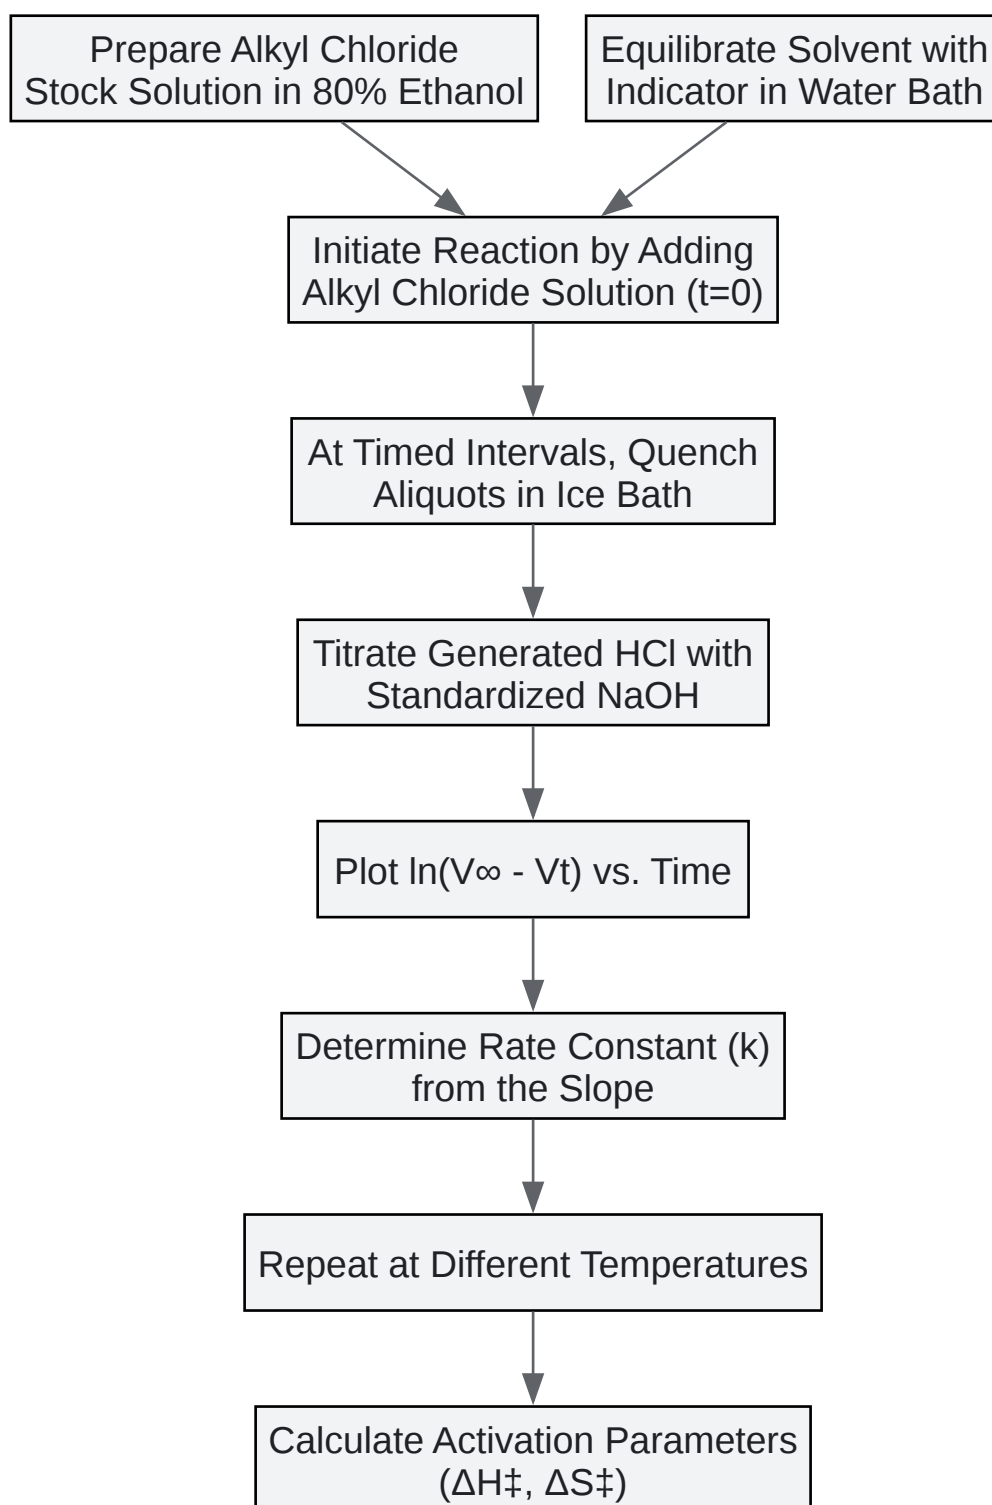 Prepare Alkyl Chloride
Stock Solution in 80% Ethanol
Equilibrate Solvent with
Indicator in Water Bath
Initiate Reaction by Adding
Alkyl Chloride Solution (t=0)
At Timed Intervals, Quench
Aliquots in Ice Bath
Titrate Generated HCl with
Standardized NaOH
Plot ln(V∞ - Vt) vs. Time
Determine Rate Constant (k)
from the Slope
Repeat at Different Temperatures
Calculate Activation Parameters
(ΔH‡, ΔS‡)